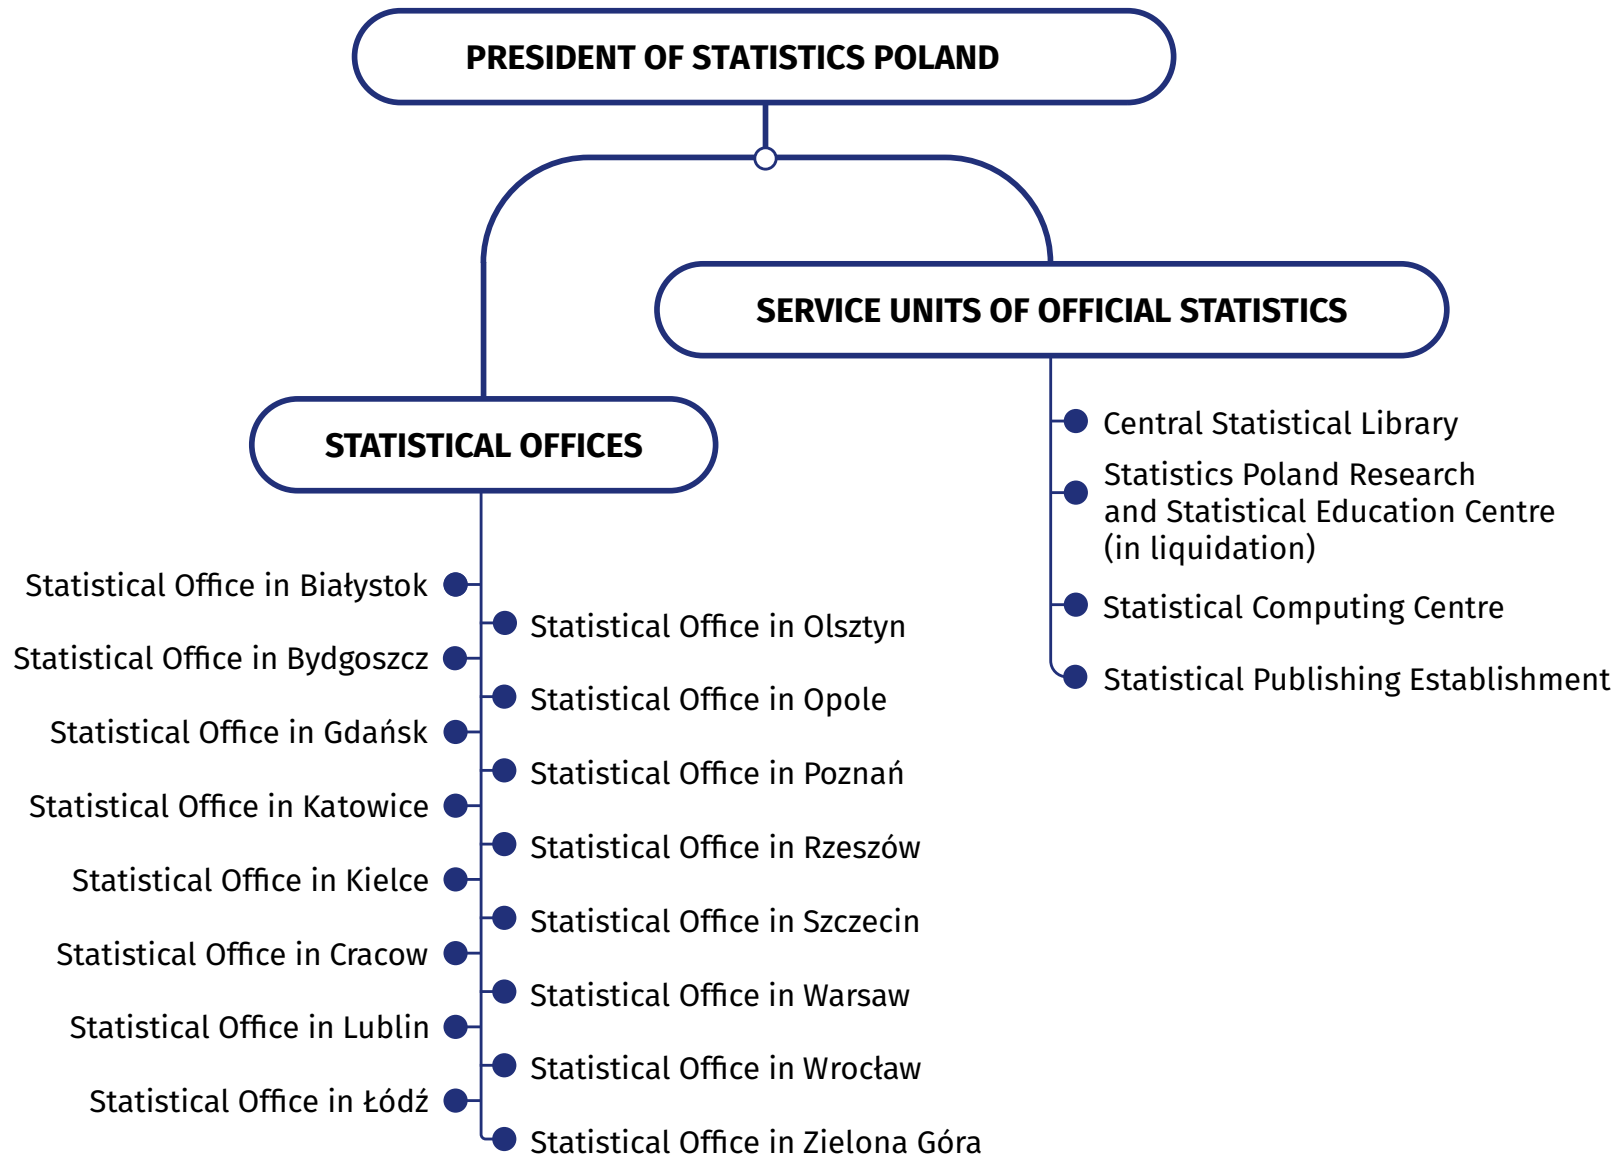 PRESIDENT OF STATISTICS POLAND
SERVICE UNITS OF OFFICIAL STATISTICS
Central Statistical Library
Statistics Poland Research
and Statistical Education Centre
(in liquidation)
Statistical Computing Centre
Statistical Publishing Establishment
STATISTICAL OFFICES
Statistical Office in Białystok
Statistical Office in Bydgoszcz
Statistical Office in Gdańsk
Statistical Office in Katowice
Statistical Office in Kielce
Statistical Office in Cracow
Statistical Office in Lublin
Statistical Office in Łódź
Statistical Office in Olsztyn
Statistical Office in Opole
Statistical Office in Poznań
Statistical Office in Rzeszów
Statistical Office in Szczecin
Statistical Office in Warsaw
Statistical Office in Wrocław
Statistical Office in Zielona Góra